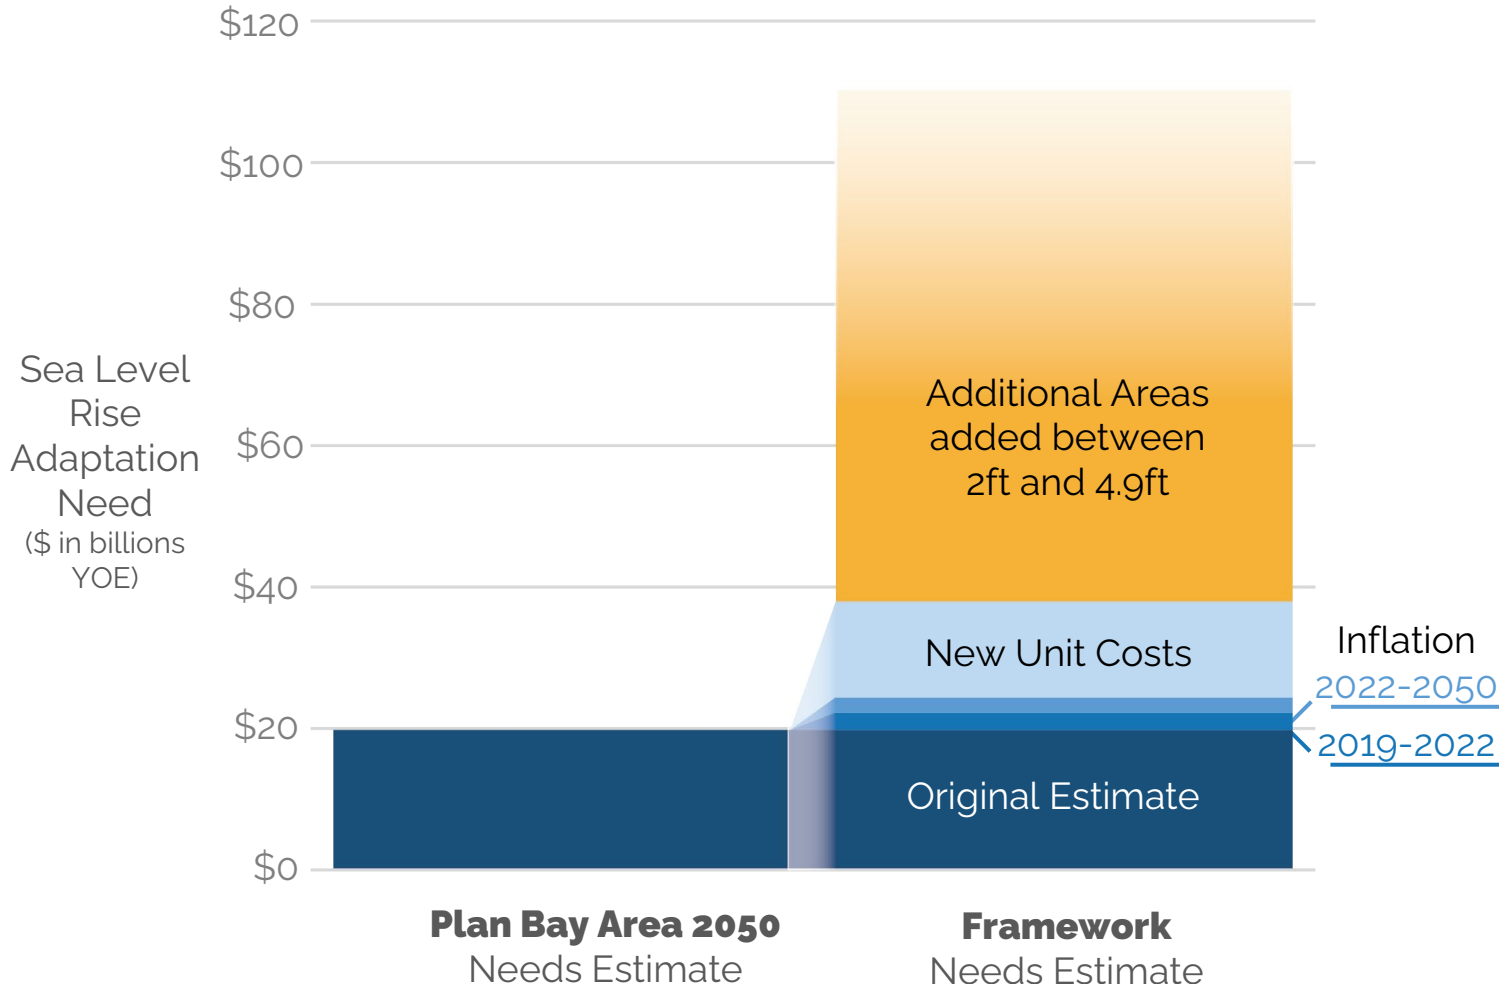 $120
$100
$80
$60
$40
$20
$0
Sea Level
Rise
Adaptation
Need
($ in billions
YOE)
Additional Areas
added between
2ft and 4.9ft
New Unit Costs
Original Estimate
Inflation
2022-2050
2019-2022
Plan Bay Area 2050
Needs Estimate
Framework
Needs Estimate